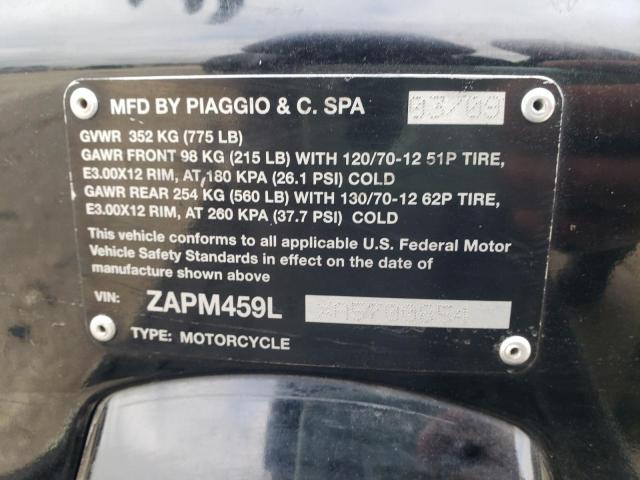 MFD BY PIAGGIO & C. SPA 03/09
GVWR 352 KG (775 LB)
GAWR FRONT 98 KG (215 LB) WITH 120/70-12 51P TIRE,
E3.00X12 RIM, AT 180 KPA (26.1 PSI) COLD
GAWR REAR 254 KG (560 LB) WITH 130/70-12 62P TIRE,
E3.00X12 RIM, AT 260 KPA (37.7 PSI) COLD
This vehicle conforms to all applicable U.S. Federal Motor
Vehicle Safety Standards in effect on the date of
manufacture shown above
VIN: ZAPM459L
TYPE: MOTORCYCLE